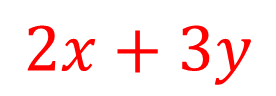 2𝑥 + 3𝑦